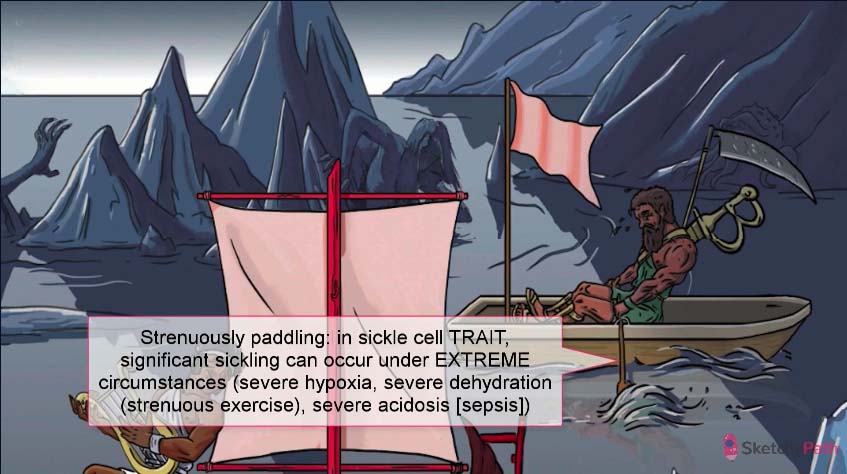 Strenuously paddling: in sickle cell TRAIT,
significant sickling can occur under EXTREME
circumstances (severe hypoxia, severe dehydration
(strenuous exercise), severe acidosis [sepsis])
SketchyPath